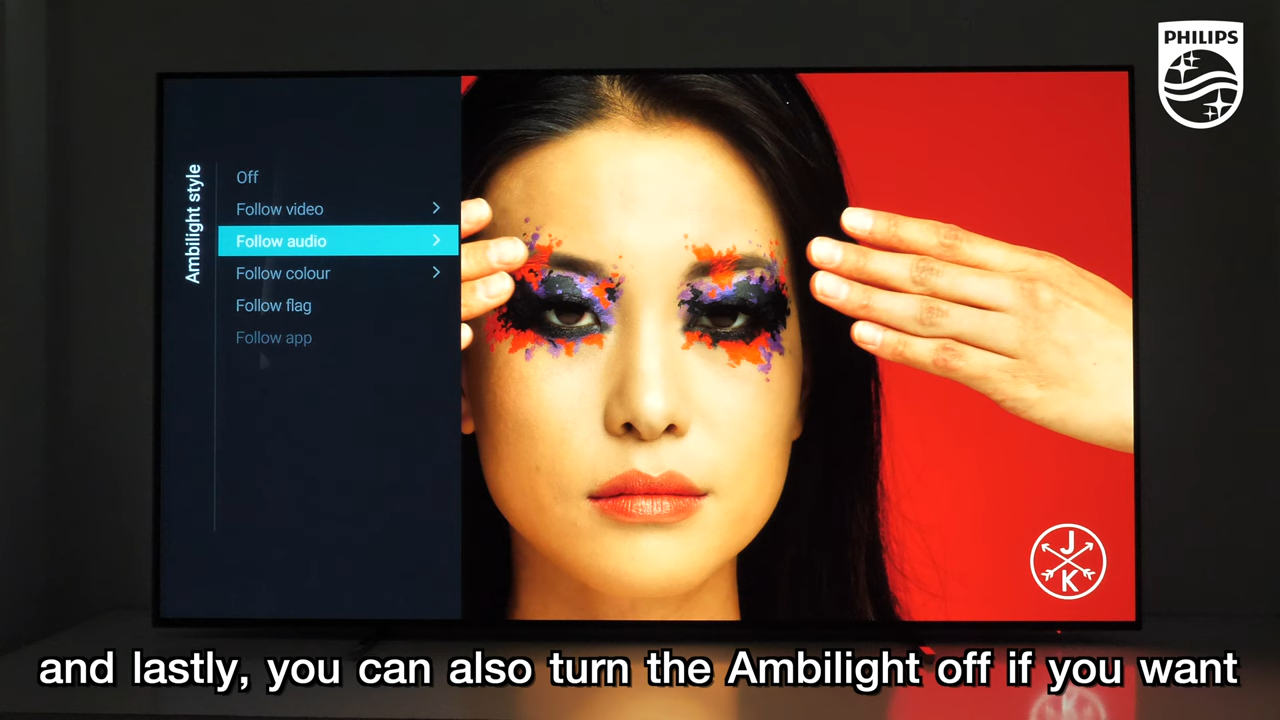 PHILIPS
Ambilight style
Off
Follow video
Follow audio
Follow colour
Follow flag
Follow app
J
K
and lastly, you can also turn the Ambilight off if you want